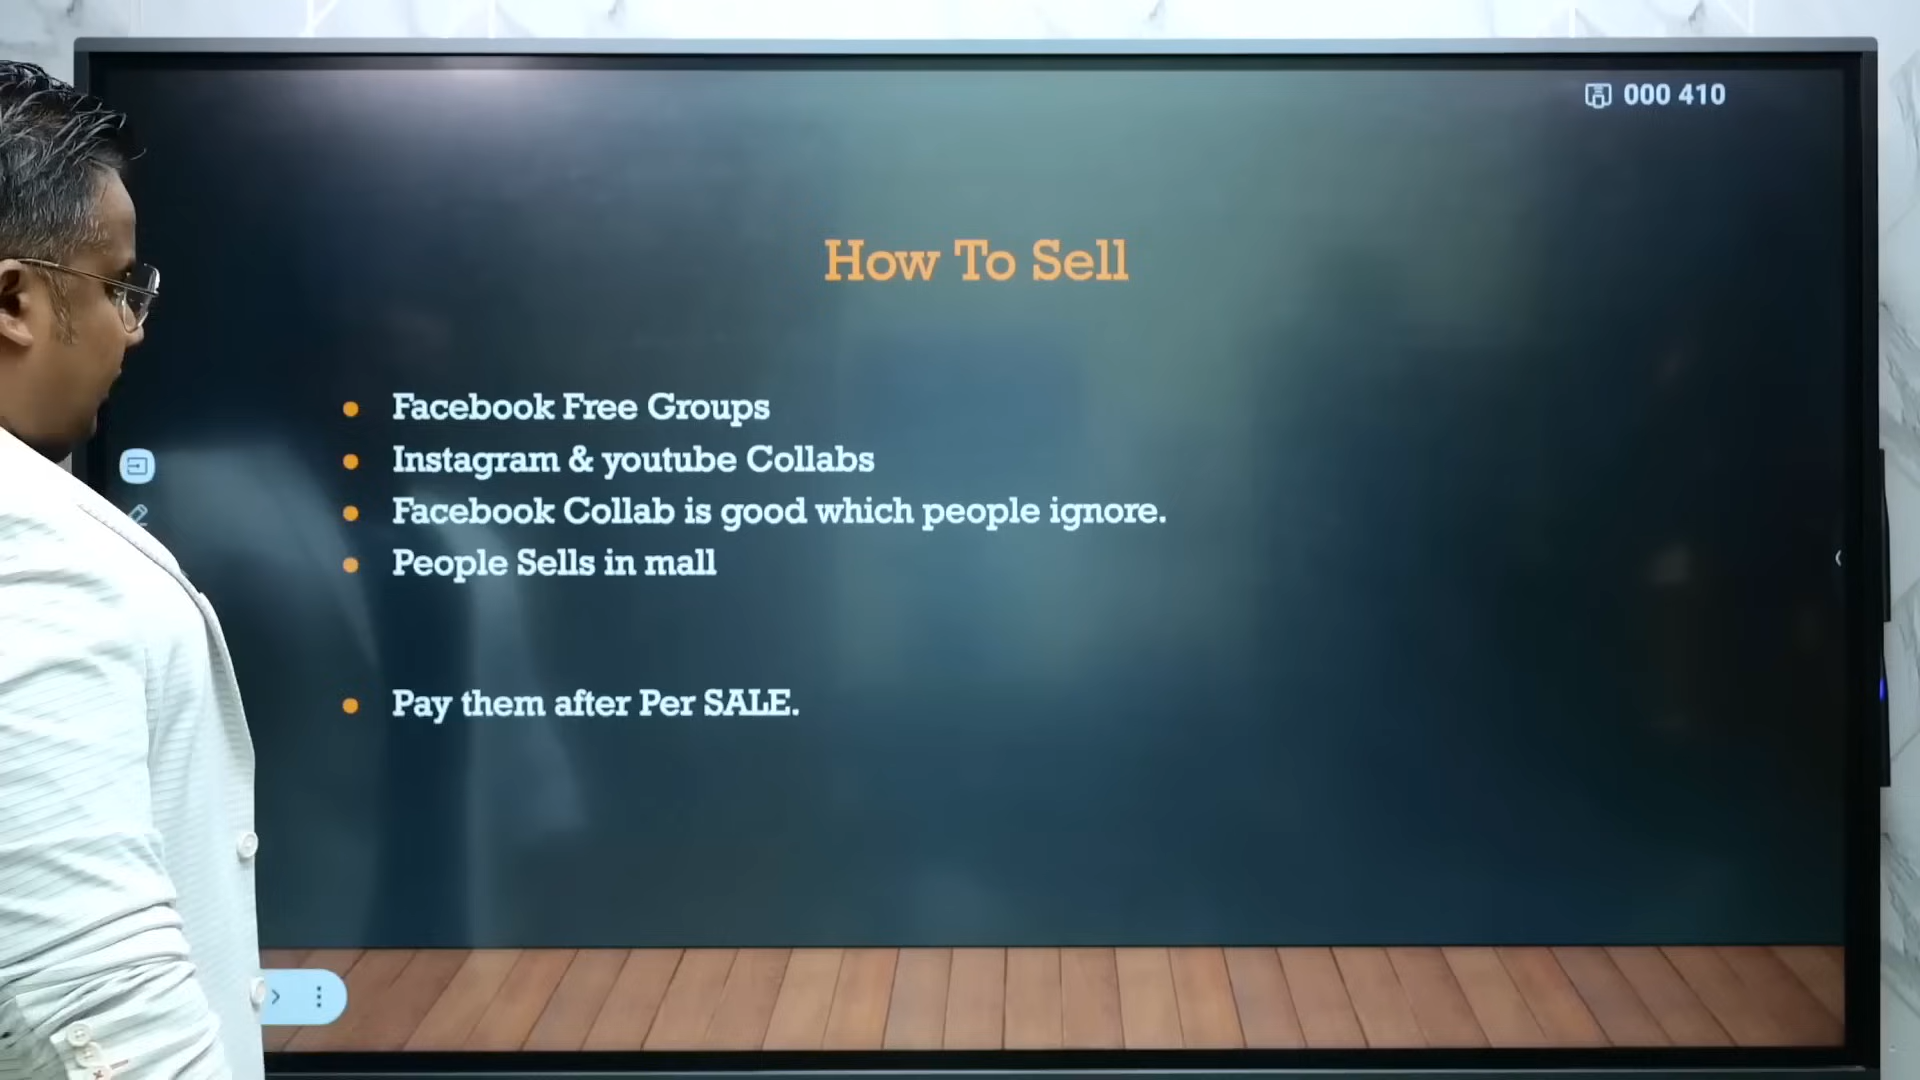 000 410
How To Sell
Facebook Free Groups
Instagram & youtube Collabs
Facebook Collab is good which people ignore.
People Sells in mall
Pay them after Per SALE.